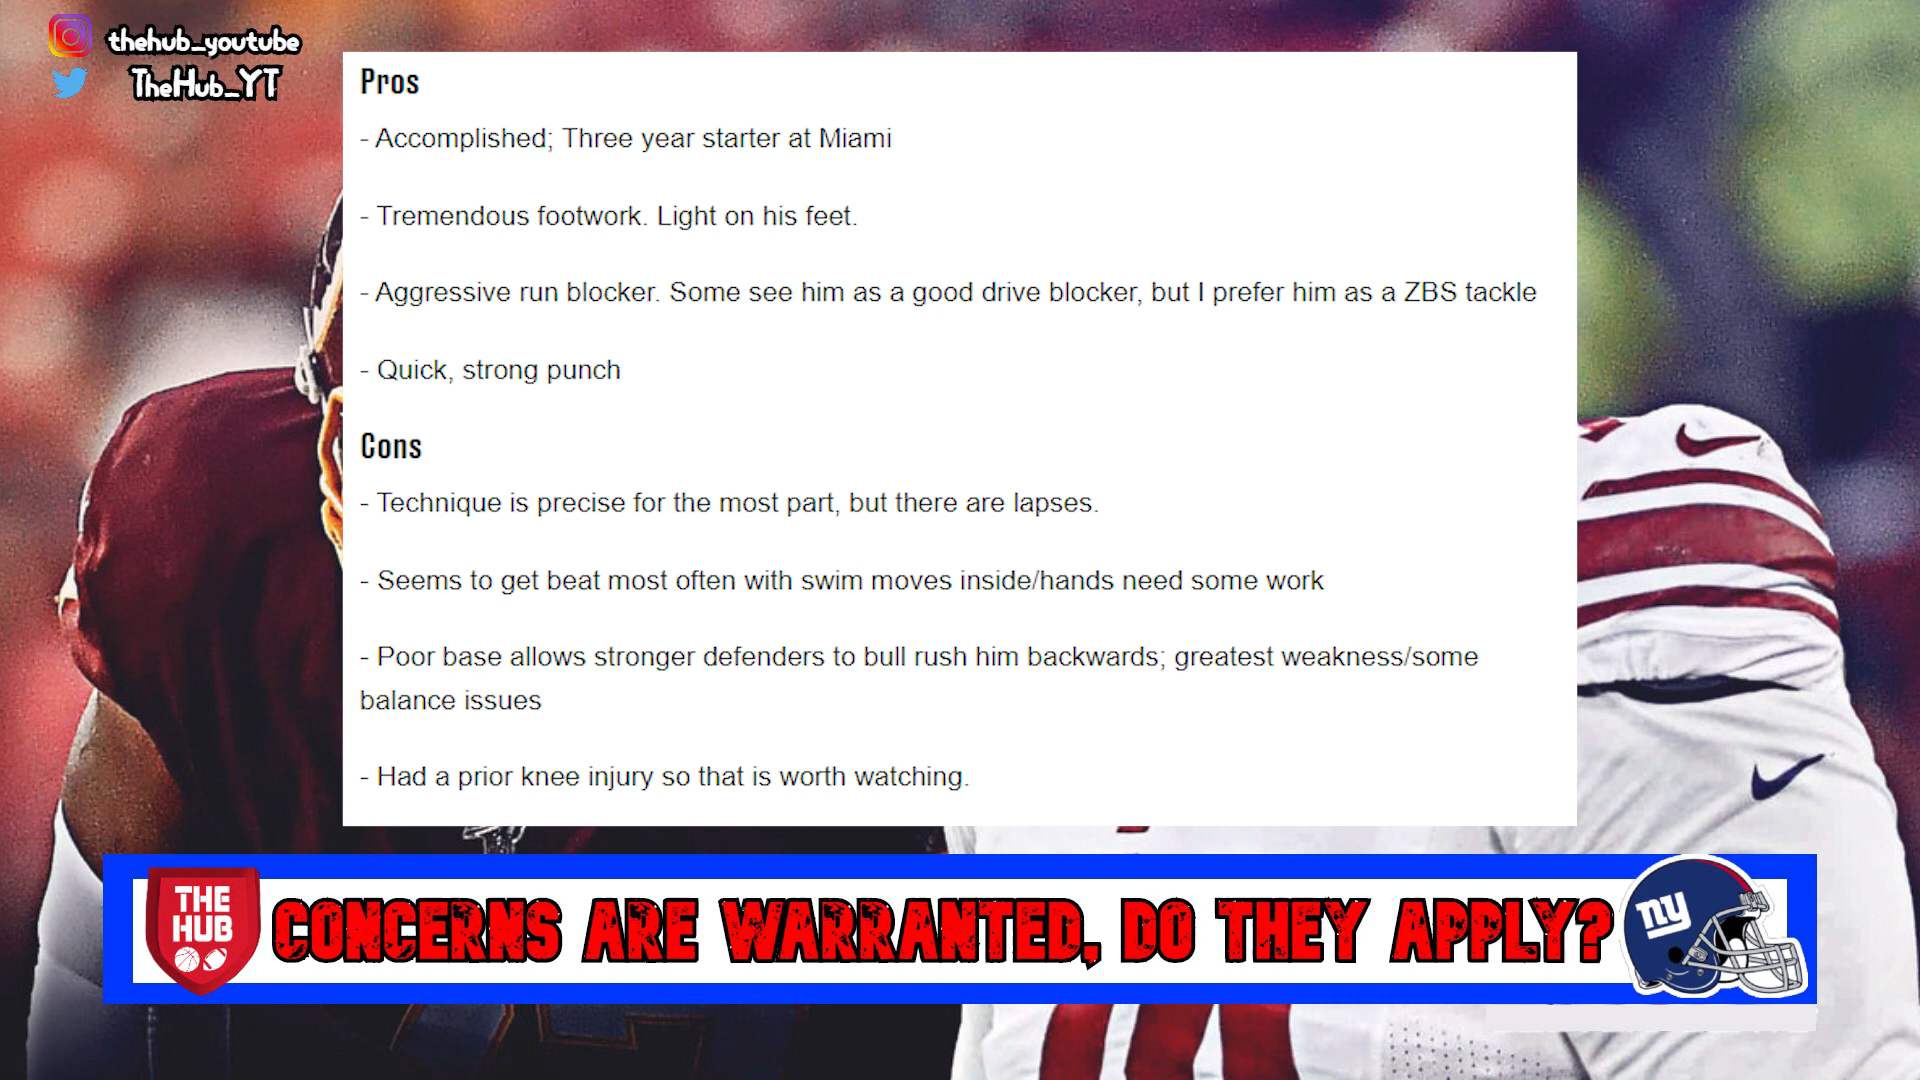 thehub_youtube
TheHub_YT
Pros
- Accomplished; Three year starter at Miami
- Tremendous footwork. Light on his feet.
- Aggressive run blocker. Some see him as a good drive blocker, but I prefer him as a ZBS tackle
- Quick, strong punch
Cons
- Technique is precise for the most part, but there are lapses.
- Seems to get beat most often with swim moves inside/hands need some work
- Poor base allows stronger defenders to bull rush him backwards; greatest weakness/some
balance issues
- Had a prior knee injury so that is worth watching.
THE
HUB
CONCERNS ARE WARRANTED, DO THEY APPLY?
ny